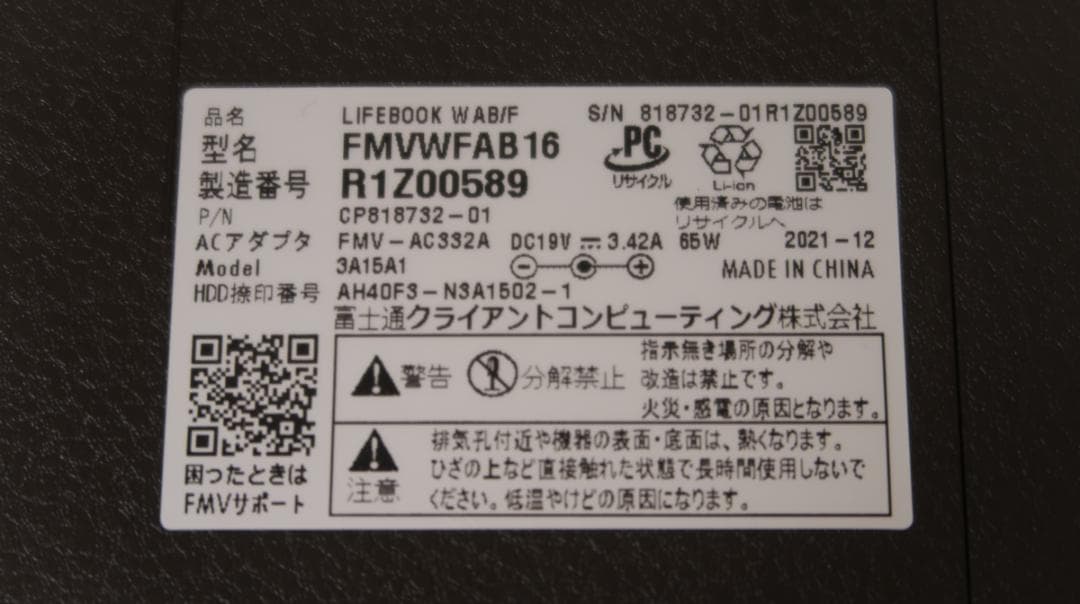 品名 LIFEBOOK WAB/F S/N 818732-01R1Z00589
型名 FMVWFAB16
製造番号 R1Z00589
PC
リサイクル
Li-ion
使用済みの電池は
リサイクルへ
P/N CP818732-01
ACアダプタ FMV-AC332A DC19V 3.42A 65W 2021-12
Model 3A15A1 MADE IN CHINA
HDD捺印番号 AH40F3-N3A1502-1
富士通クライアントコンピューティング株式会社
警告 分解禁止
指示無き場所の分解や
改造は禁止です。
火災・感電の原因となります。
注意
排気孔付近や機器の表面・底面は、熱くなります。
ひざの上など直接触れた状態で長時間使用しないで
ください。低温やけどの原因になります。
困ったときは
FMVサポート